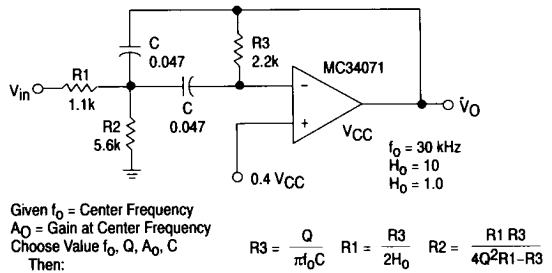 C
0.047
R3
2.2k
MC34071
Vin
R1
1.1k
C
0.047
−
+
VO
R2
5.6k
VCC
0.4 VCC
fo = 30 kHz
Ho = 10
Ho = 1.0
Given fo = Center Frequency
AO = Gain at Center Frequency
Choose Value fo, Q, Ao, C
Then:
R3 = Q / πfoC R1 = R3 / 2Ho R2 = R1 R3 / 4Q²R1–R3